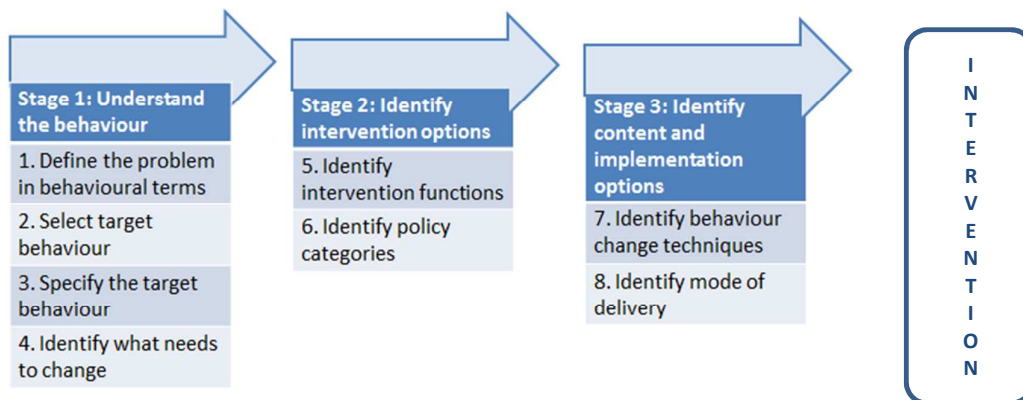 Stage 1: Understand
the behaviour
1. Define the problem
in behavioural terms
2. Select target
behaviour
3. Specify the target
behaviour
4. Identify what needs
to change
Stage 2: Identify
intervention options
5. Identify
intervention functions
6. Identify policy
categories
Stage 3: Identify
content and
implementation
options
7. Identify behaviour
change techniques
8. Identify mode of
delivery
I
N
T
E
R
V
E
N
T
I
O
N